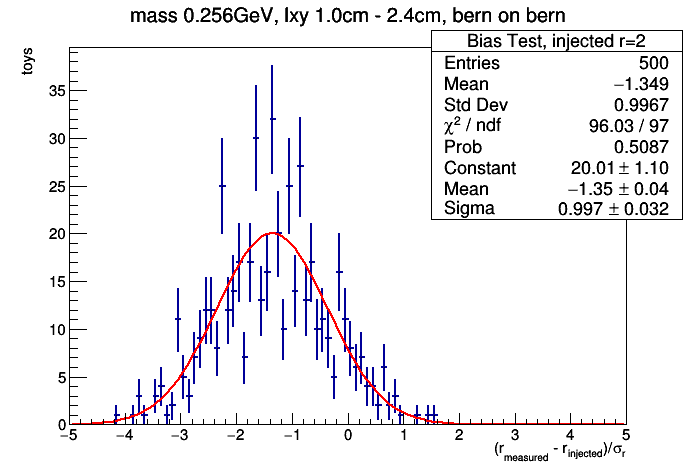 mass 0.256GeV, lxy 1.0cm - 2.4cm, bern on bern
toys
Bias Test, injected r=2
Entries 500
Mean −1.349
Std Dev 0.9967
χ² / ndf 96.03 / 97
Prob 0.5087
Constant 20.01 ± 1.10
Mean −1.35 ± 0.04
Sigma 0.997 ± 0.032
35
30
25
20
15
10
5
0
−5 −4 −3 −2 −1 0 1 2 3 4 5
(r_measured - r_injected)/σ_r